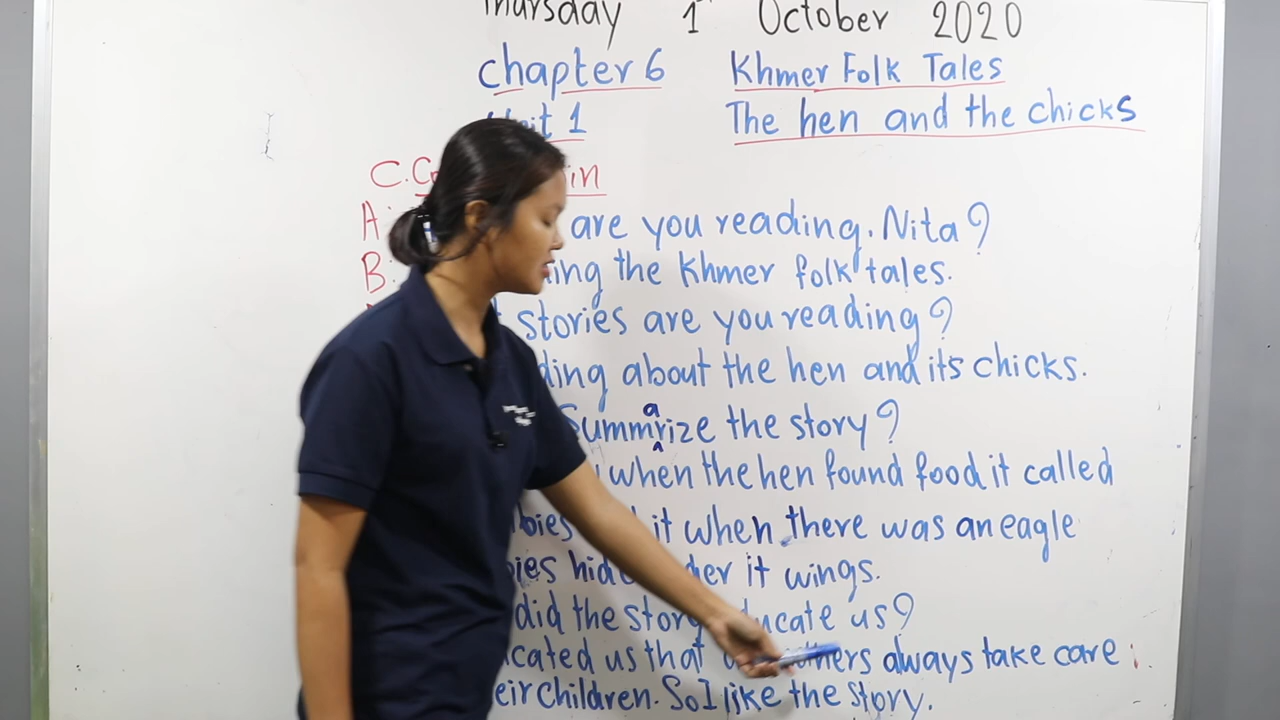 Thursday 1 October 2020
Chapter 6 Khmer Folk Tales
Unit 1 The hen and the chicks
C.
A: are you reading, Nita?
B: the Khmer folk tales.
stories are you reading?
about the hen and its chicks.
Summarize the story?
when the hen found food it called
it when there was an eagle
it wings.
did the story educate us?
us that always take care
children. So I like the story.